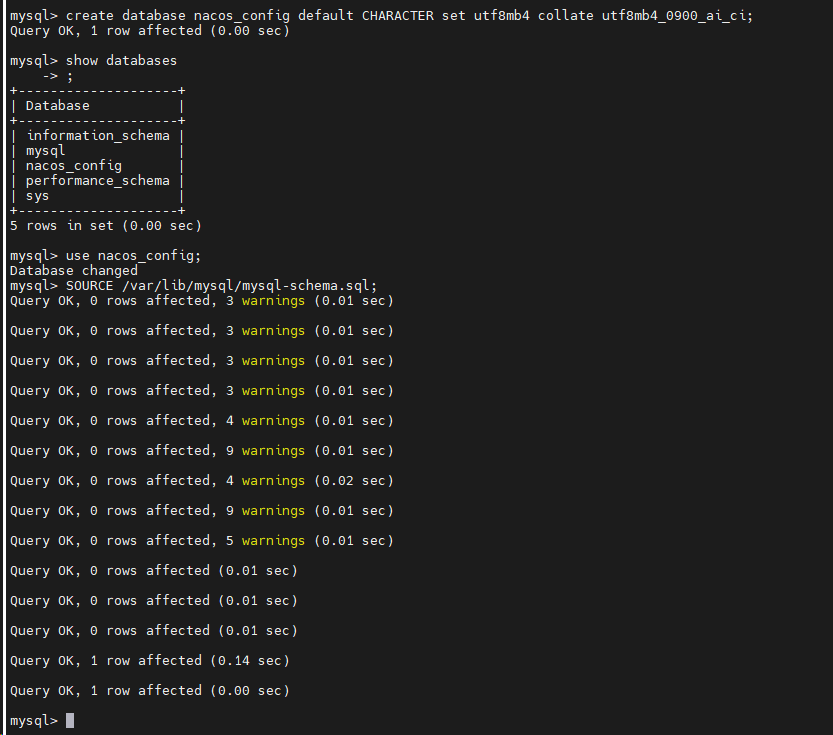 mysql> create database nacos_config default CHARACTER set utf8mb4 collate utf8mb4_0900_ai_ci;
Query OK, 1 row affected (0.00 sec)
mysql> show databases
    -> ;
+--------------------+
| Database           |
+--------------------+
| information_schema |
| mysql              |
| nacos_config       |
| performance_schema |
| sys                |
+--------------------+
5 rows in set (0.00 sec)
mysql> use nacos_config;
Database changed
mysql> SOURCE /var/lib/mysql/mysql-schema.sql;
Query OK, 0 rows affected, 3 warnings (0.01 sec)
Query OK, 0 rows affected, 3 warnings (0.01 sec)
Query OK, 0 rows affected, 3 warnings (0.01 sec)
Query OK, 0 rows affected, 3 warnings (0.01 sec)
Query OK, 0 rows affected, 4 warnings (0.01 sec)
Query OK, 0 rows affected, 9 warnings (0.01 sec)
Query OK, 0 rows affected, 4 warnings (0.02 sec)
Query OK, 0 rows affected, 9 warnings (0.01 sec)
Query OK, 0 rows affected, 5 warnings (0.01 sec)
Query OK, 0 rows affected (0.01 sec)
Query OK, 0 rows affected (0.01 sec)
Query OK, 0 rows affected (0.01 sec)
Query OK, 1 row affected (0.14 sec)
Query OK, 1 row affected (0.00 sec)
mysql>